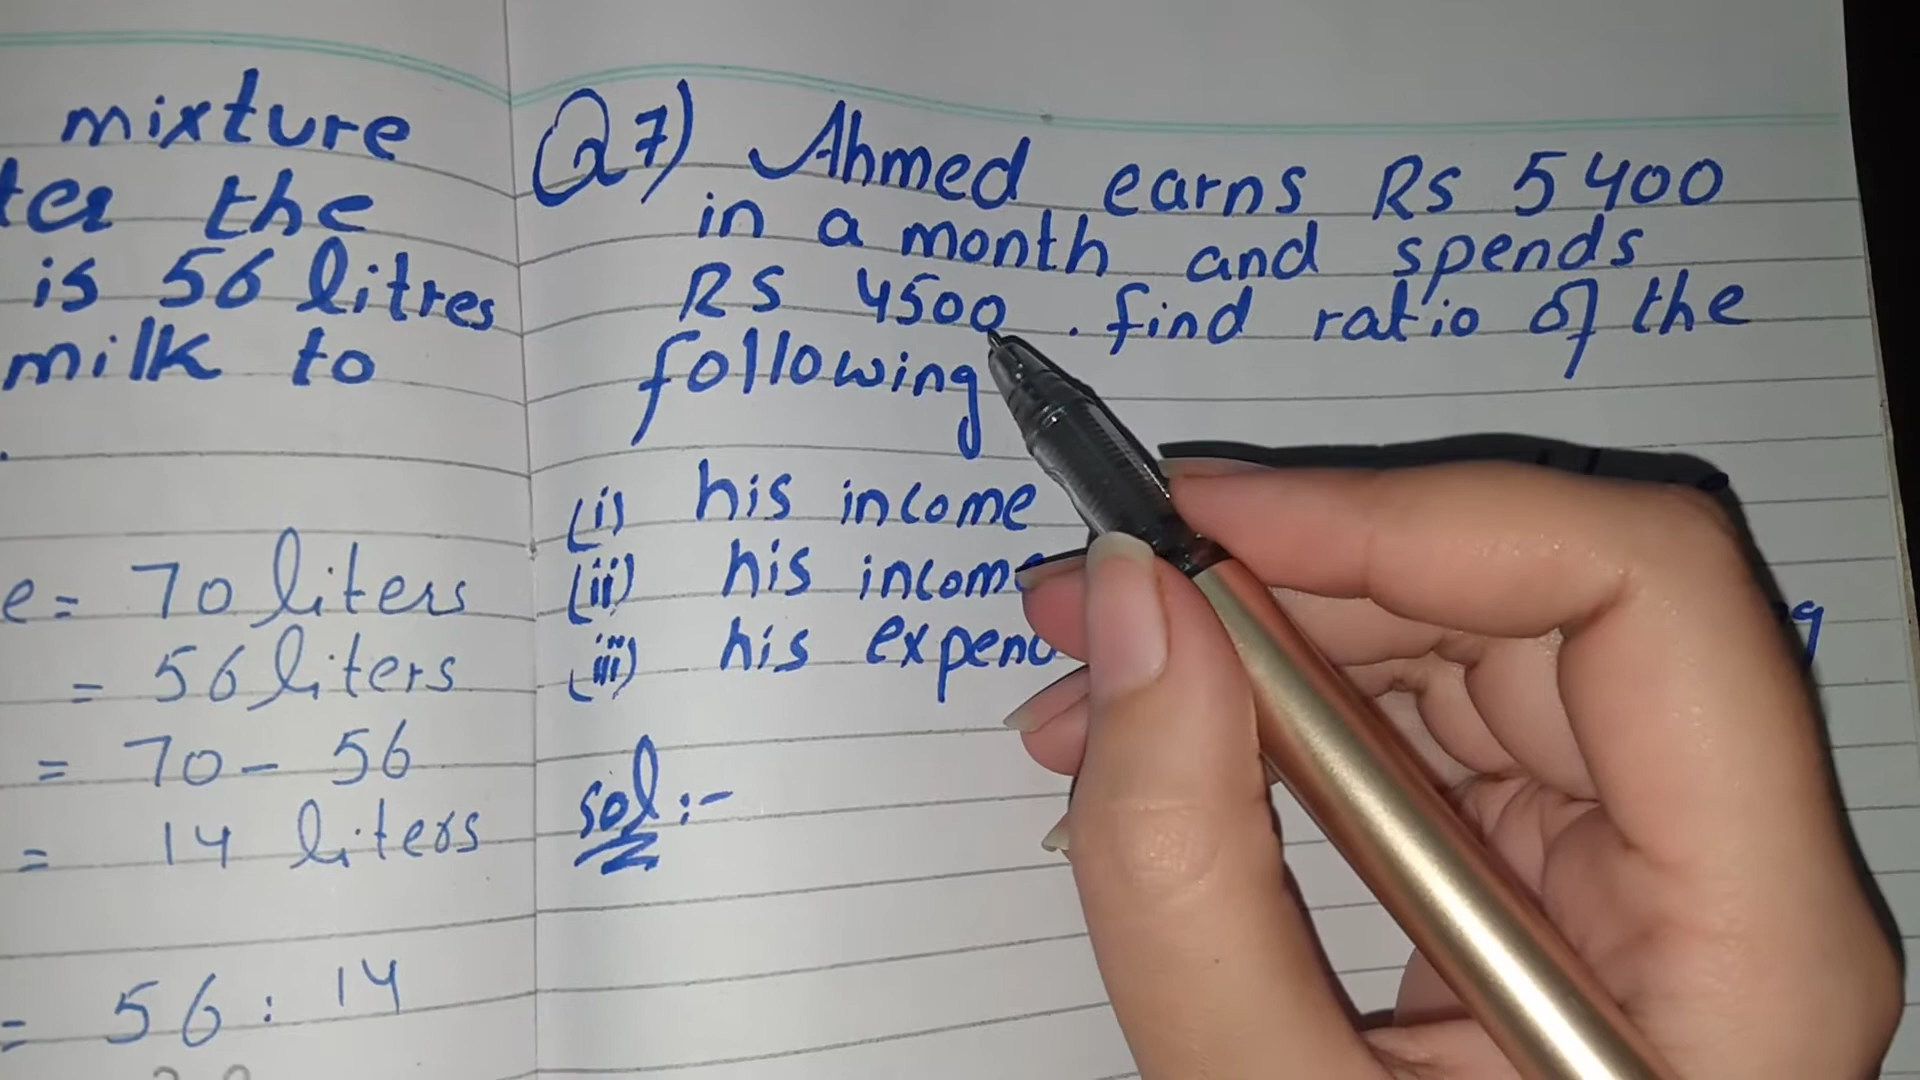 mixture
the
is 56 litres
milk to
.
e= 70 liters
= 56 liters
= 70 - 56
= 14 liters
= 56 : 14
Q7) Ahmed earns Rs 5400
in a month and spends
RS 4500 . find ratio of the
following
(i) his income
(ii) his income
(iii) his
sol:-